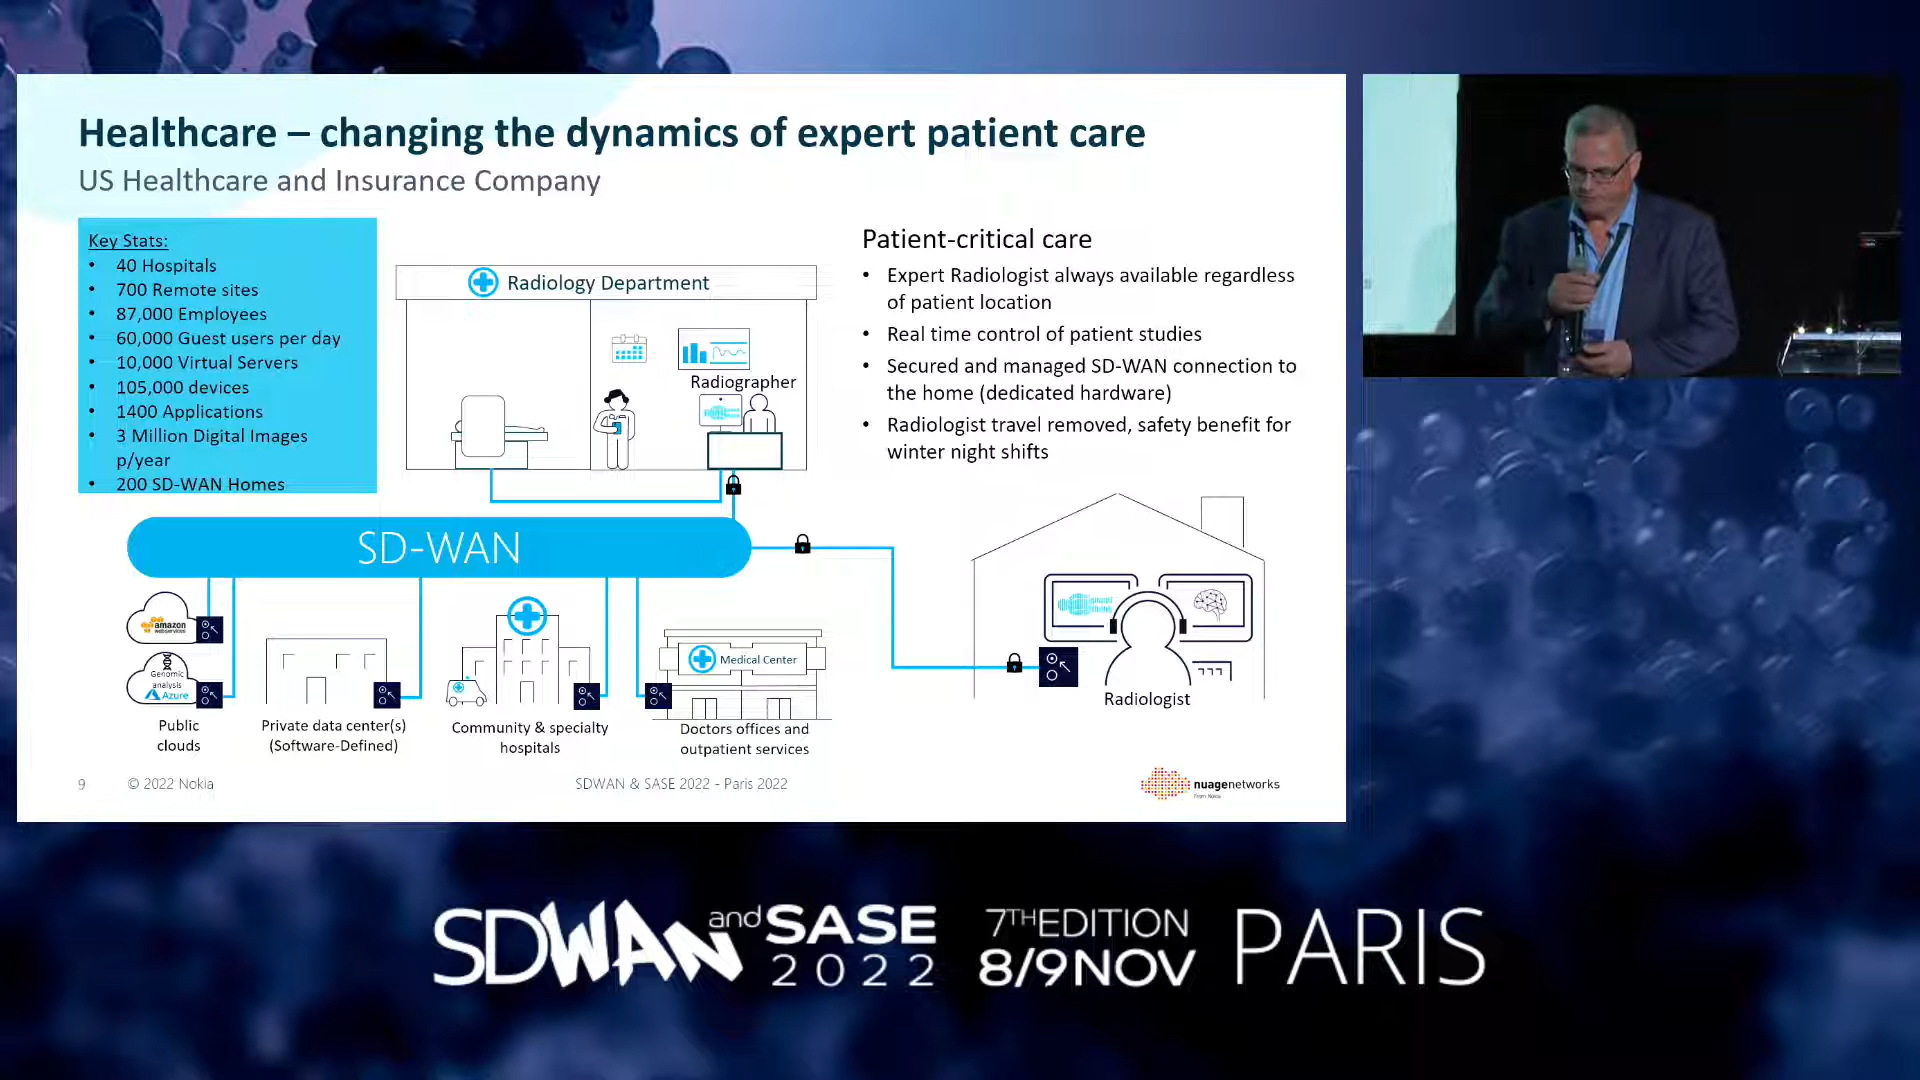 Healthcare – changing the dynamics of expert patient care
US Healthcare and Insurance Company
Key Stats:
• 40 Hospitals
• 700 Remote sites
• 87,000 Employees
• 60,000 Guest users per day
• 10,000 Virtual Servers
• 105,000 devices
• 1400 Applications
• 3 Million Digital Images
p/year
• 200 SD-WAN Homes
Radiology Department
Radiographer
Patient-critical care
• Expert Radiologist always available regardless
of patient location
• Real time control of patient studies
• Secured and managed SD-WAN connection to
the home (dedicated hardware)
• Radiologist travel removed, safety benefit for
winter night shifts
SD-WAN
amazon
webservices
Genomic
analysis
Azure
Medical Center
Radiologist
Public
clouds
Private data center(s)
(Software-Defined)
Community & specialty
hospitals
Doctors offices and
outpatient services
9 © 2022 Nokia
SDWAN & SASE 2022 - Paris 2022
nuagenetworks
From Nokia
SDWAN and SASE
2022
7TH EDITION
8/9NOV
PARIS